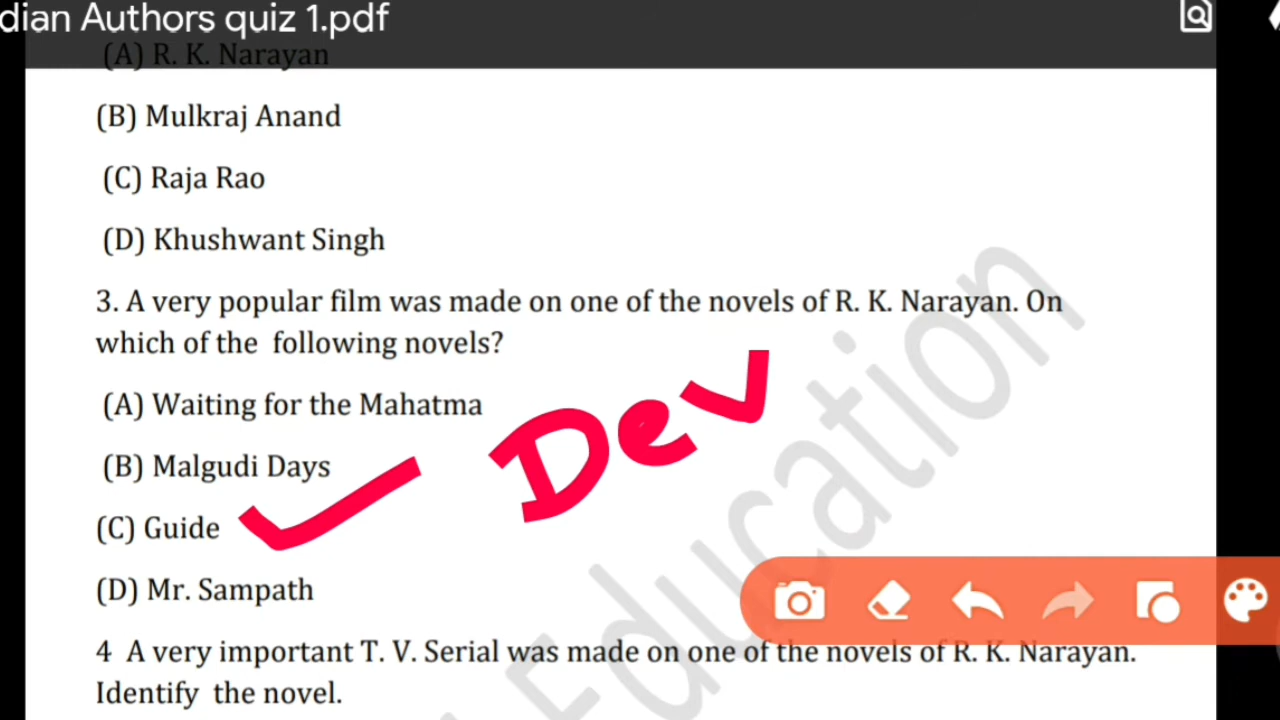 dian Authors quiz 1.pdf
(A) R. K. Narayan
(B) Mulkraj Anand
(C) Raja Rao
(D) Khushwant Singh
3. A very popular film was made on one of the novels of R. K. Narayan. On
which of the following novels?
(A) Waiting for the Mahatma
(B) Malgudi Days
(C) Guide
(D) Mr. Sampath
Dev
4 A very important T. V. Serial was made on one of the novels of R. K. Narayan.
Identify the novel.
Education